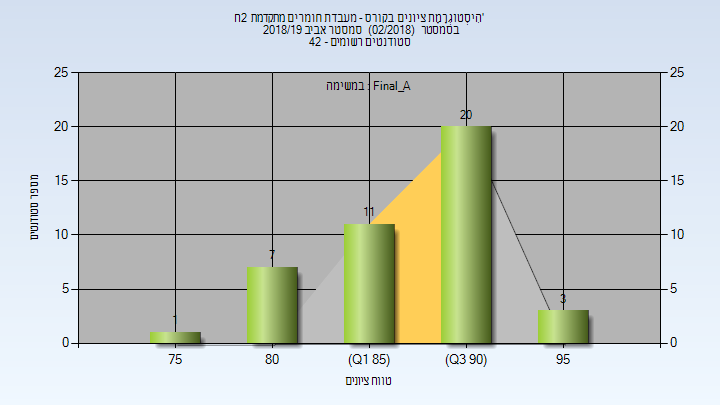 היסטוגרמת ציונים בקורס - מעבדת חומרים מתקדמת 2ח'
בסמסטר (02/2018) סמסטר אביב 2018/19
סטודנטים רשומים - 42
במשימה : Final_A
מספר סטודנטים
25 25
20 20
15 15
10 10
5 5
0 0
1 7 11 20 3
75 80 (Q1 85) (Q3 90) 95
טווח ציונים